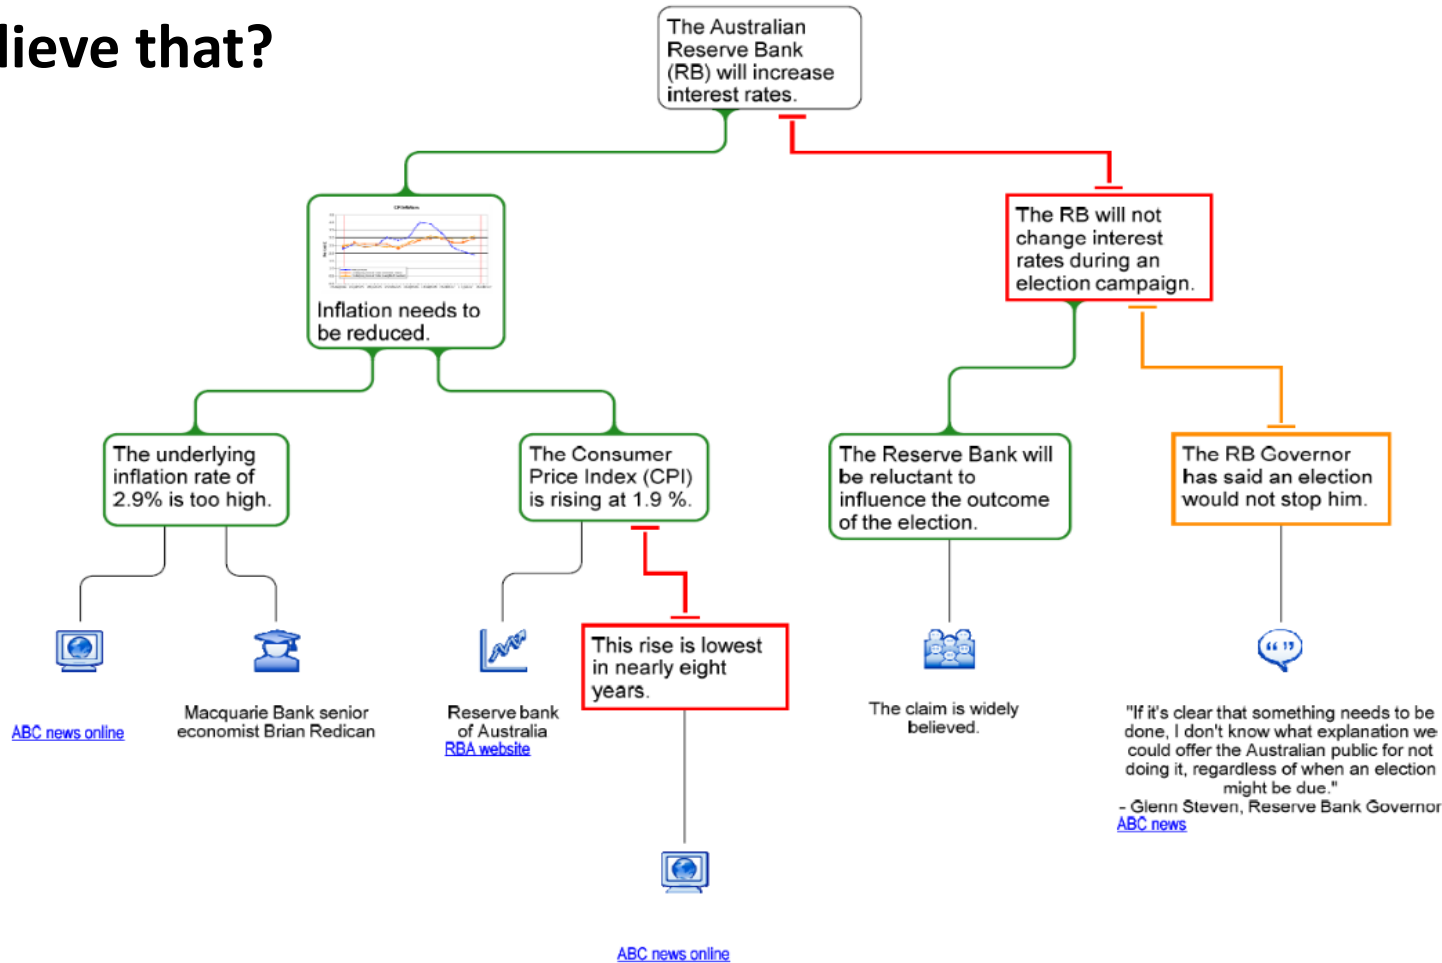 lieve that?
The Australian
Reserve Bank
(RB) will increase
interest rates.
CPI Inflation
Inflation needs to
be reduced.
The RB will not
change interest
rates during an
election campaign.
The underlying
inflation rate of
2.9% is too high.
The Consumer
Price Index (CPI)
is rising at 1.9 %.
The Reserve Bank will
be reluctant to
influence the outcome
of the election.
The RB Governor
has said an election
would not stop him.
ABC news online
Macquarie Bank senior
economist Brian Redican
Reserve bank
of Australia
RBA website
This rise is lowest
in nearly eight
years.
ABC news online
The claim is widely
believed.
"If it's clear that something needs to be
done, I don't know what explanation we
could offer the Australian public for not
doing it, regardless of when an election
might be due."
- Glenn Steven, Reserve Bank Governor
ABC news